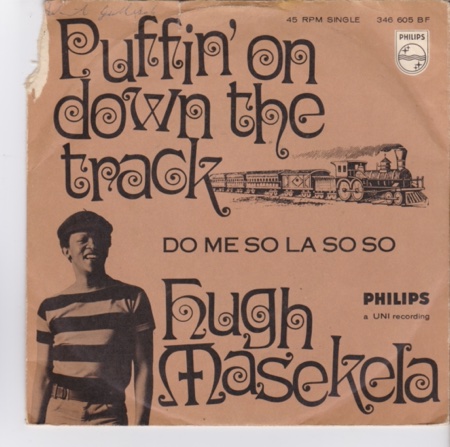 45 RPM SINGLE 346 605 BF
PHILIPS
Puffin' on
down the
track
DO ME SO LA SO SO
PHILIPS
a UNI recording
hugh
Masekela